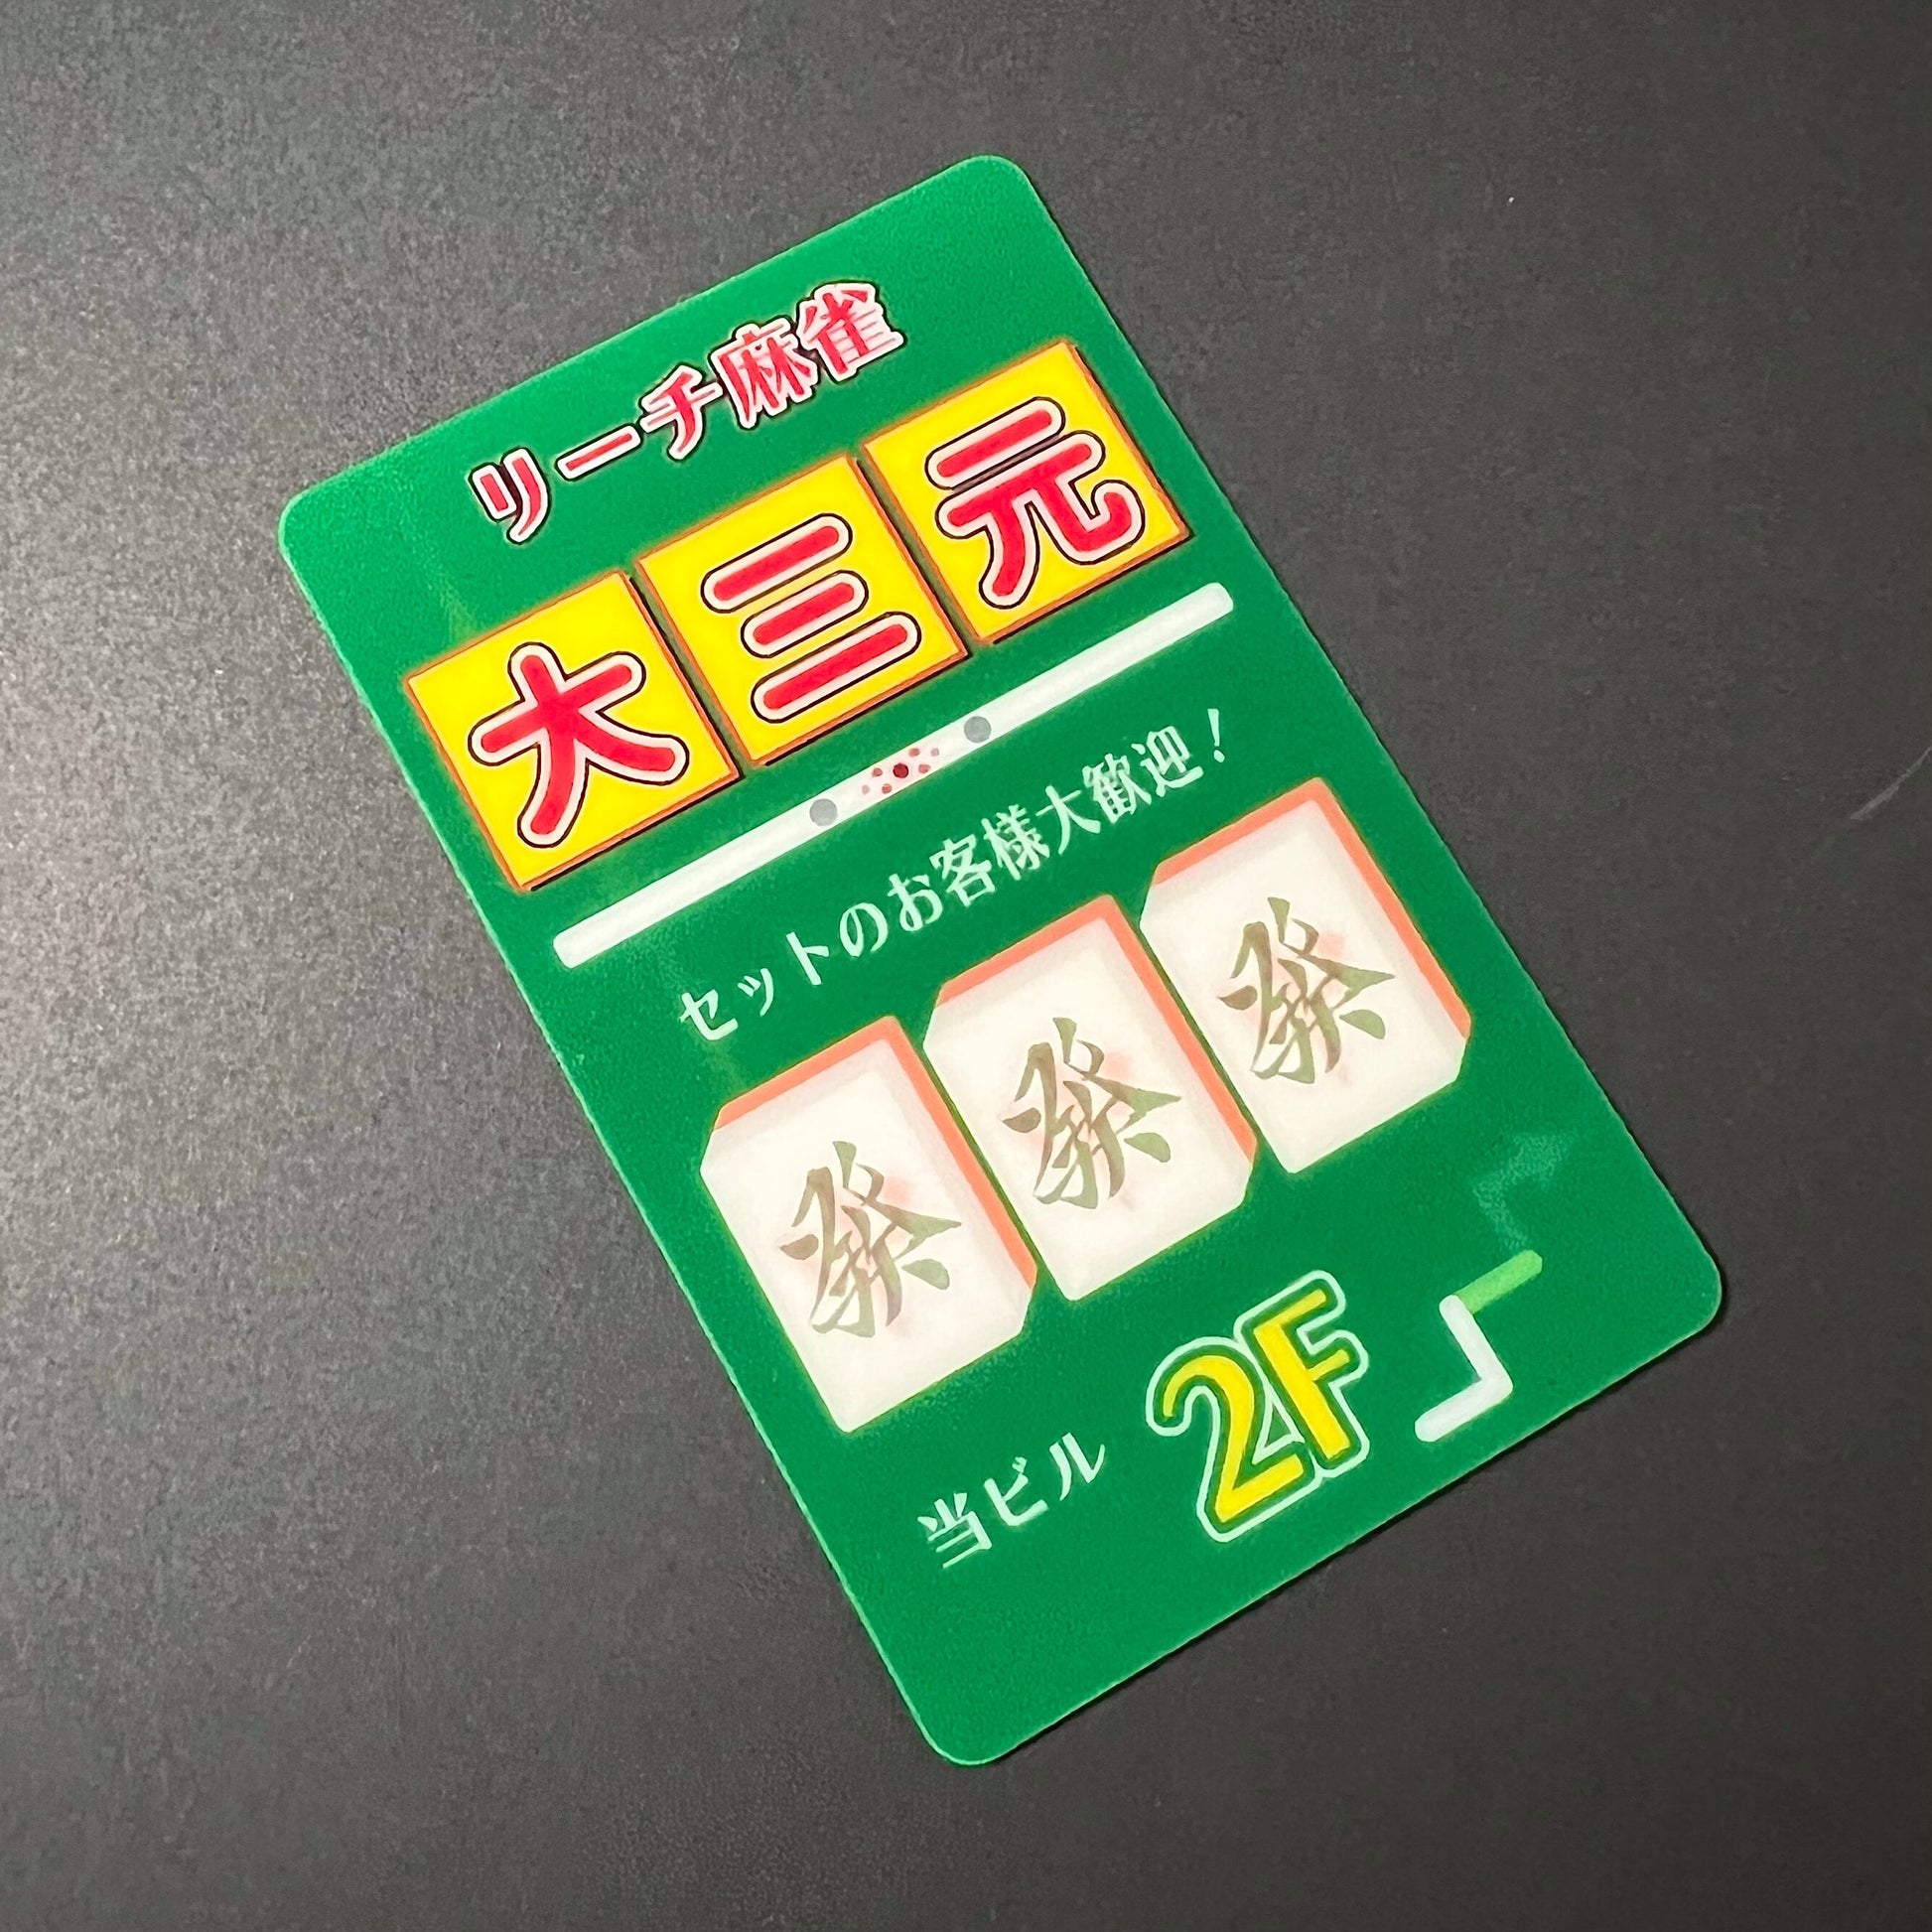 リーチ麻雀
大三元
セットのお客様大歓迎！
發 發 發
当ビル 2F